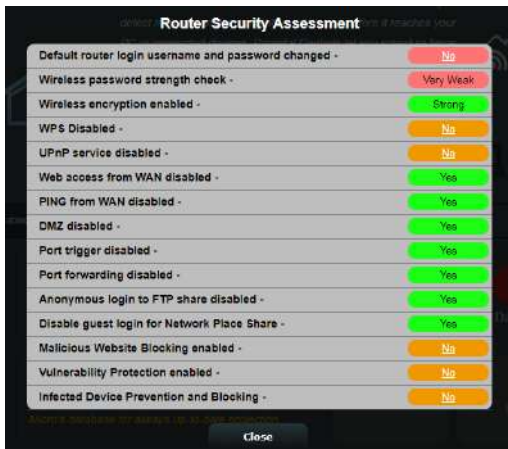 Router Security Assessment
Default router login username and password changed - No
Wireless password strength check - Very Weak
Wireless encryption enabled - Strong
WPS Disabled - No
UPnP service disabled - No
Web access from WAN disabled - Yes
PING from WAN disabled - Yes
DMZ disabled - Yes
Port trigger disabled - Yes
Port forwarding disabled - Yes
Anonymous login to FTP share disabled - Yes
Disable guest login for Network Place Share - Yes
Malicious Website Blocking enabled - No
Vulnerability Protection enabled - No
Infected Device Prevention and Blocking - No
Close